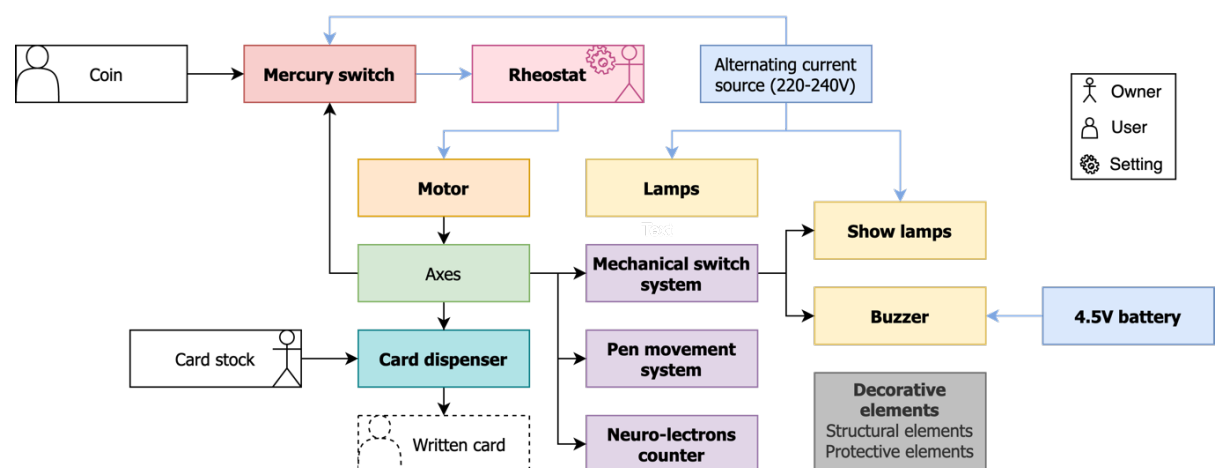 Coin
Mercury switch
Rheostat
Alternating current
source (220-240V)
Owner
User
Setting
Motor
Lamps
Test
Show lamps
Axes
Mechanical switch
system
Buzzer
4.5V battery
Card stock
Card dispenser
Pen movement
system
Decorative
elements
Structural elements
Protective elements
Written card
Neuro-lectrons
counter